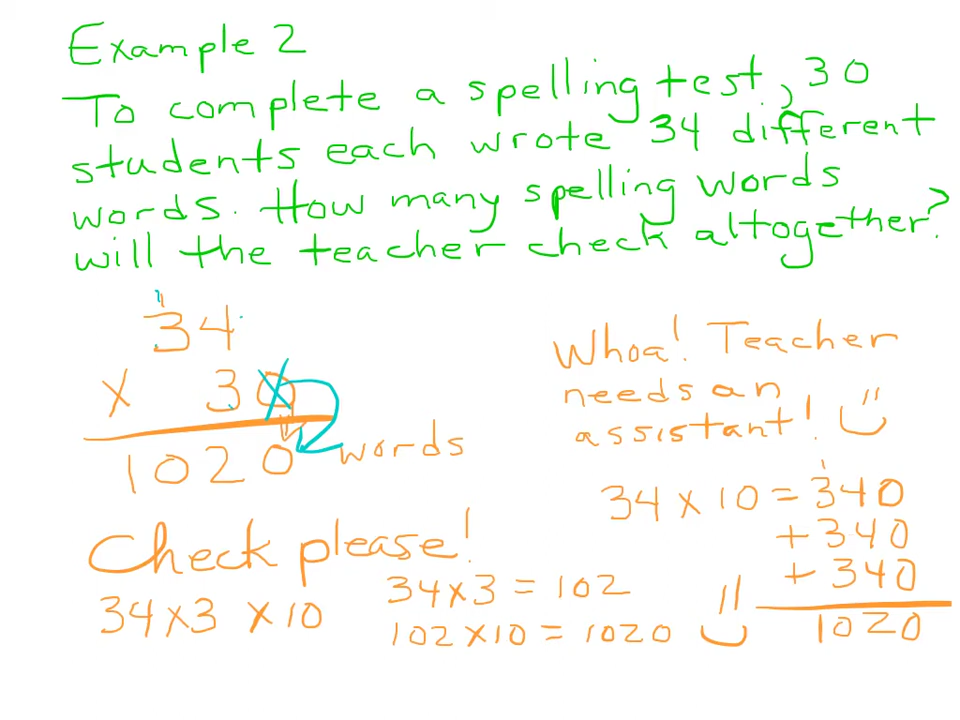 Example 2
To complete a spelling test, 30
students each wrote 34 different
words. How many spelling words
will the teacher check altogether?
1
34
x 30
1020 words
Whoa! Teacher
needs an
assistant!
1
34 x 10 = 340
+ 340
+ 340
1020
Check please!
34 x 3 x 10
34 x 3 = 102
102 x 10 = 1020